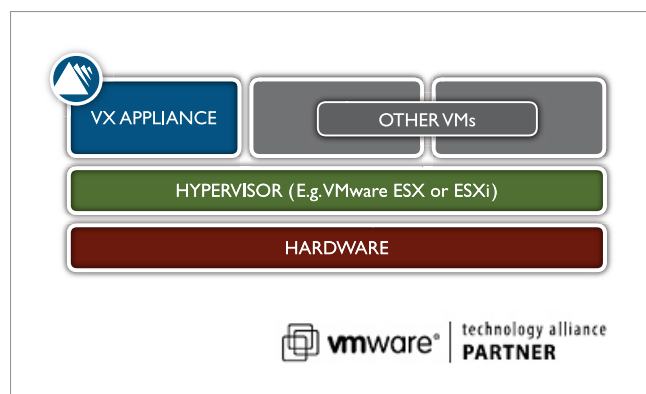 VX APPLIANCE
OTHER VMs
HYPERVISOR (E.g. VMware ESX or ESXi)
HARDWARE
vmware® technology alliance
PARTNER